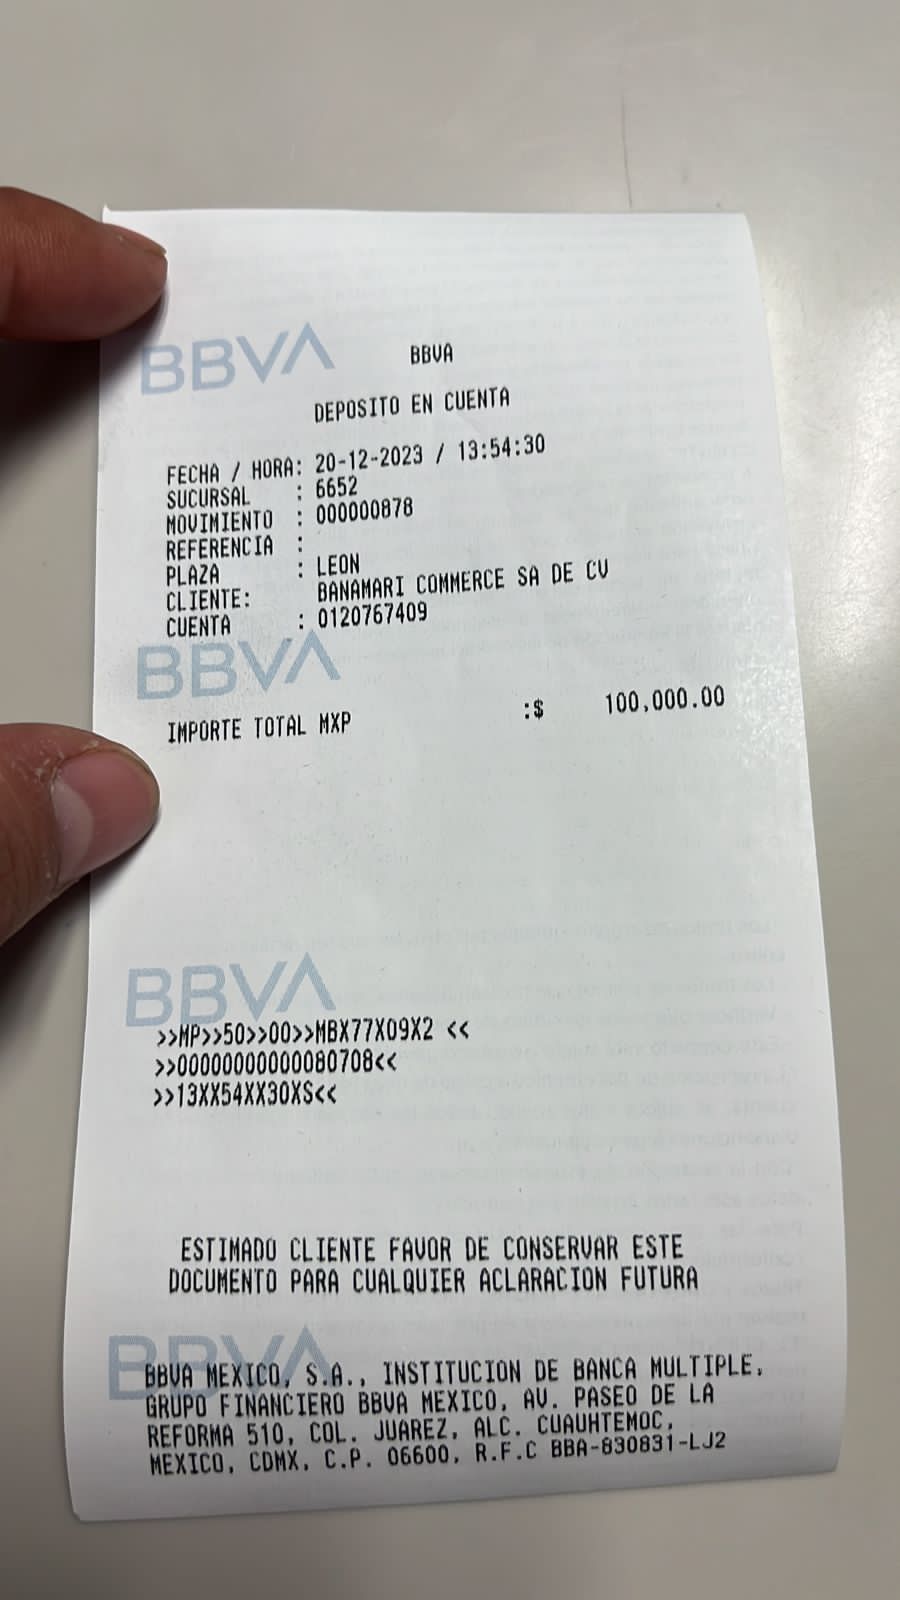 BBVA
BBVA
DEPOSITO EN CUENTA
FECHA / HORA: 20-12-2023 / 13:54:30
SUCURSAL : 6652
MOVIMIENTO : 000000878
REFERENCIA :
PLAZA : LEON
CLIENTE: BANAMARI COMMERCE SA DE CV
CUENTA : 0120767409
BBVA
IMPORTE TOTAL MXP :$ 100,000.00
BBVA
>>MP>>50>>00>>MBX77X09X2 <<
>>00000000000080708<<
>>13XX54XX30XS<<
ESTIMADO CLIENTE FAVOR DE CONSERVAR ESTE
DOCUMENTO PARA CUALQUIER ACLARACION FUTURA
BBVA
BBVA MEXICO, S.A., INSTITUCION DE BANCA MULTIPLE,
GRUPO FINANCIERO BBVA MEXICO, AV. PASEO DE LA
REFORMA 510, COL. JUAREZ, ALC. CUAUHTEMOC,
MEXICO, CDMX, C.P. 06600, R.F.C BBA-830831-LJ2